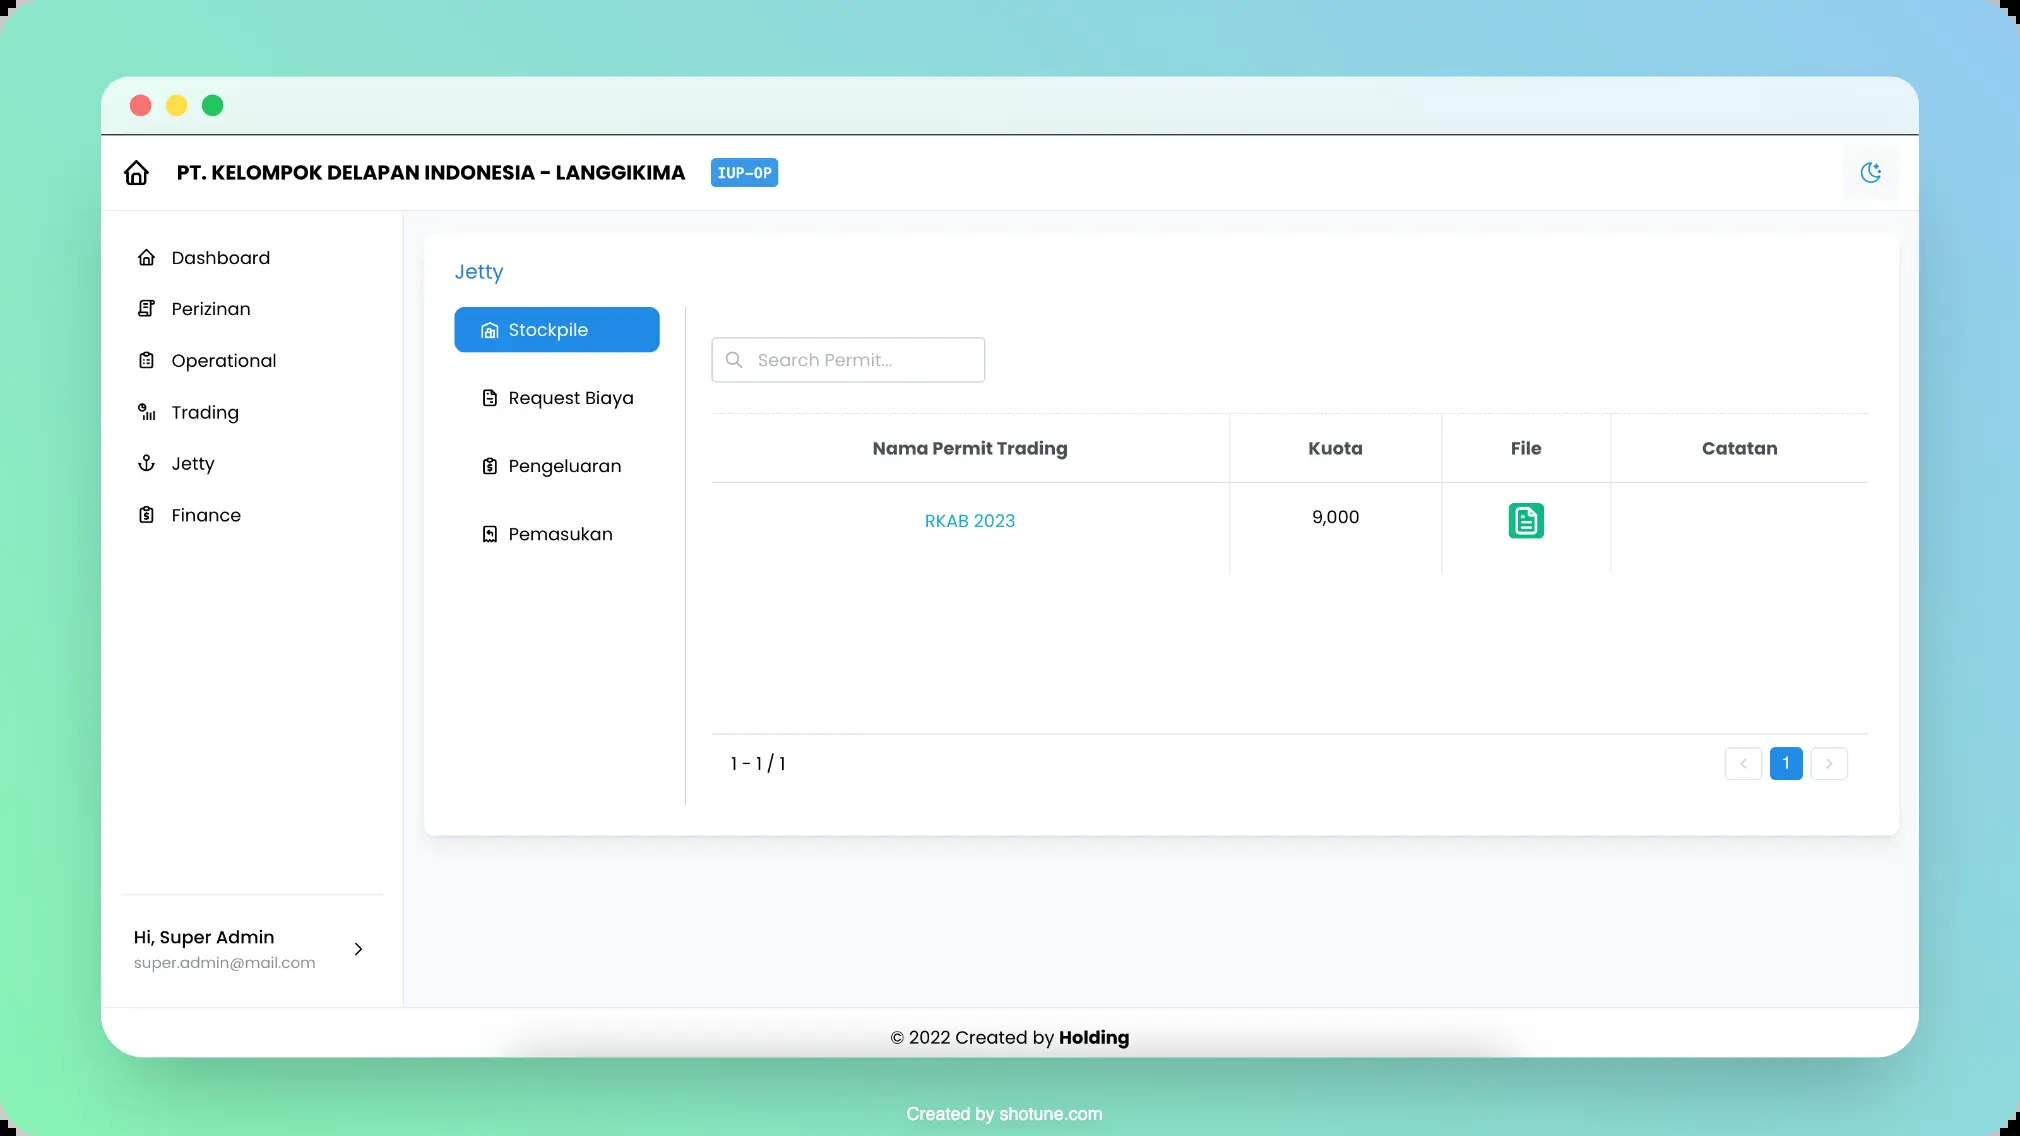 PT. KELOMPOK DELAPAN INDONESIA - LANGGIKIMA IUP-OP
Dashboard
Perizinan
Operational
Trading
Jetty
Finance
Hi, Super Admin
super.admin@mail.com
Jetty
Stockpile
Request Biaya
Pengeluaran
Pemasukan
Search Permit...
Nama Permit Trading Kuota File Catatan
RKAB 2023 9,000
1 - 1 / 1
1
© 2022 Created by Holding
Created by shotune.com